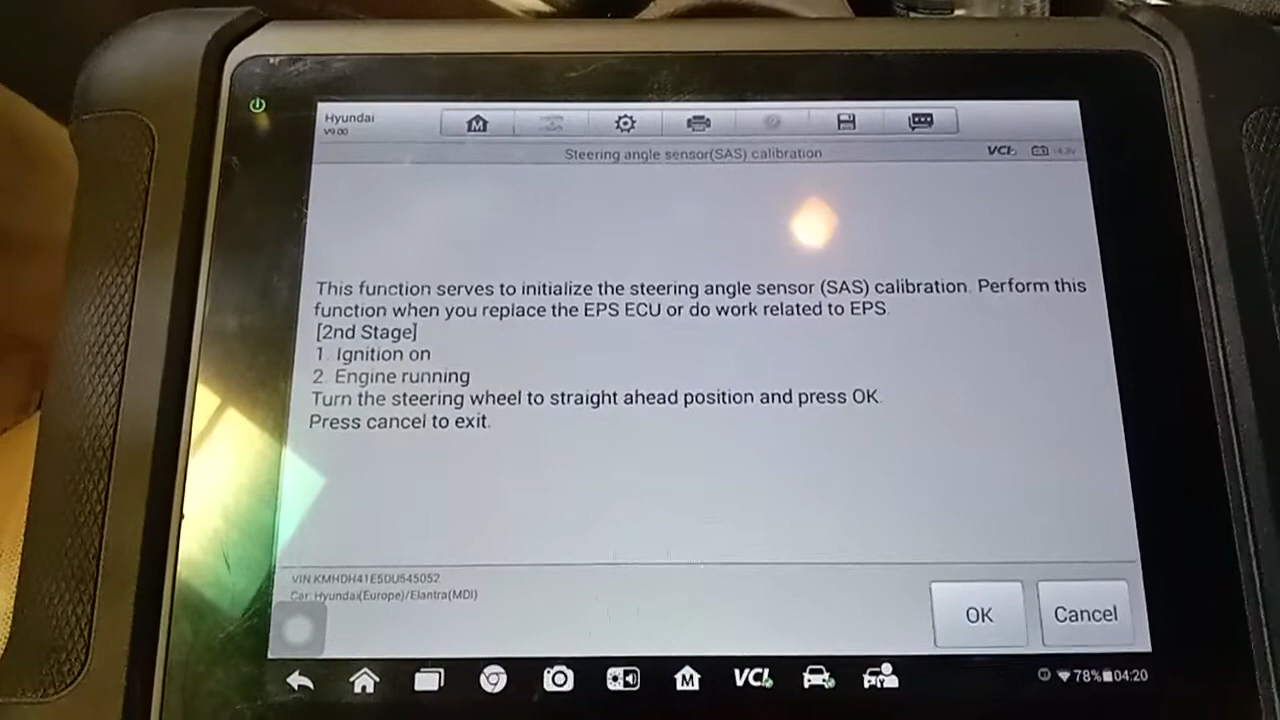 Hyundai
V9.00
Steering angle sensor(SAS) calibration
VCI
This function serves to initialize the steering angle sensor (SAS) calibration. Perform this
function when you replace the EPS ECU or do work related to EPS.
[2nd Stage]
1. Ignition on
2. Engine running
Turn the steering wheel to straight ahead position and press OK.
Press cancel to exit.
VIN:KMHDH41E5DU545052
Car: Hyundai(Europe)/Elantra(MDI)
OK
Cancel
M
VCI
78% 04:20